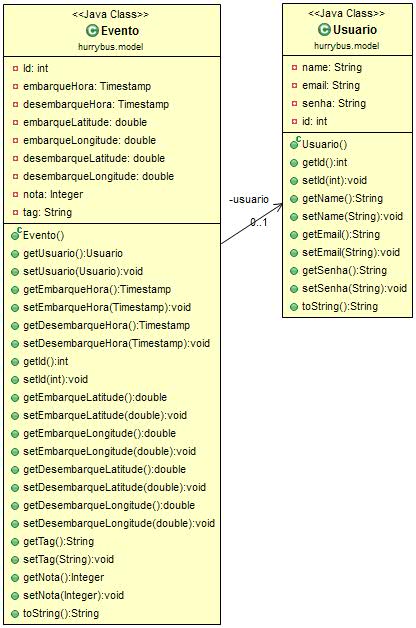 <<Java Class>>
C Evento
hurrybus.model
Id: int
embarqueHora: Timestamp
desembarqueHora: Timestamp
embarqueLatitude: double
embarqueLongitude: double
desembarqueLatitude: double
desembarqueLongitude: double
nota: Integer
tag: String
C Evento()
getUsuario():Usuario
setUsuario(Usuario):void
getEmbarqueHora():Timestamp
setEmbarqueHora(Timestamp):void
getDesembarqueHora():Timestamp
setDesembarqueHora(Timestamp):void
getId():int
setId(int):void
getEmbarqueLatitude():double
setEmbarqueLatitude(double):void
getEmbarqueLongitude():double
setEmbarqueLongitude(double):void
getDesembarqueLatitude():double
setDesembarqueLatitude(double):void
getDesembarqueLongitude():double
setDesembarqueLongitude(double):void
getTag():String
setTag(String):void
getNota():Integer
setNota(Integer):void
toString():String
-usuario
0..1
<<Java Class>>
C Usuario
hurrybus.model
name: String
email: String
senha: String
id: int
C Usuario()
getId():int
setId(int):void
getName():String
setName(String):void
getEmail():String
setEmail(String):void
getSenha():String
setSenha(String):void
toString():String